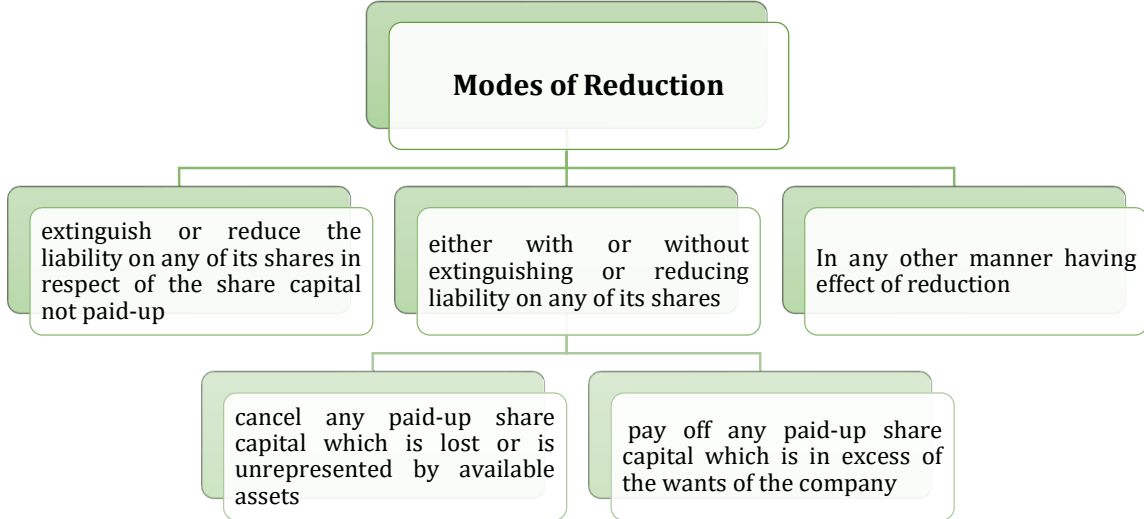 Modes of Reduction
extinguish or reduce the
liability on any of its shares in
respect of the share capital
not paid-up
either with or without
extinguishing or reducing
liability on any of its shares
In any other manner having
effect of reduction
cancel any paid-up share
capital which is lost or is
unrepresented by available
assets
pay off any paid-up share
capital which is in excess of
the wants of the company